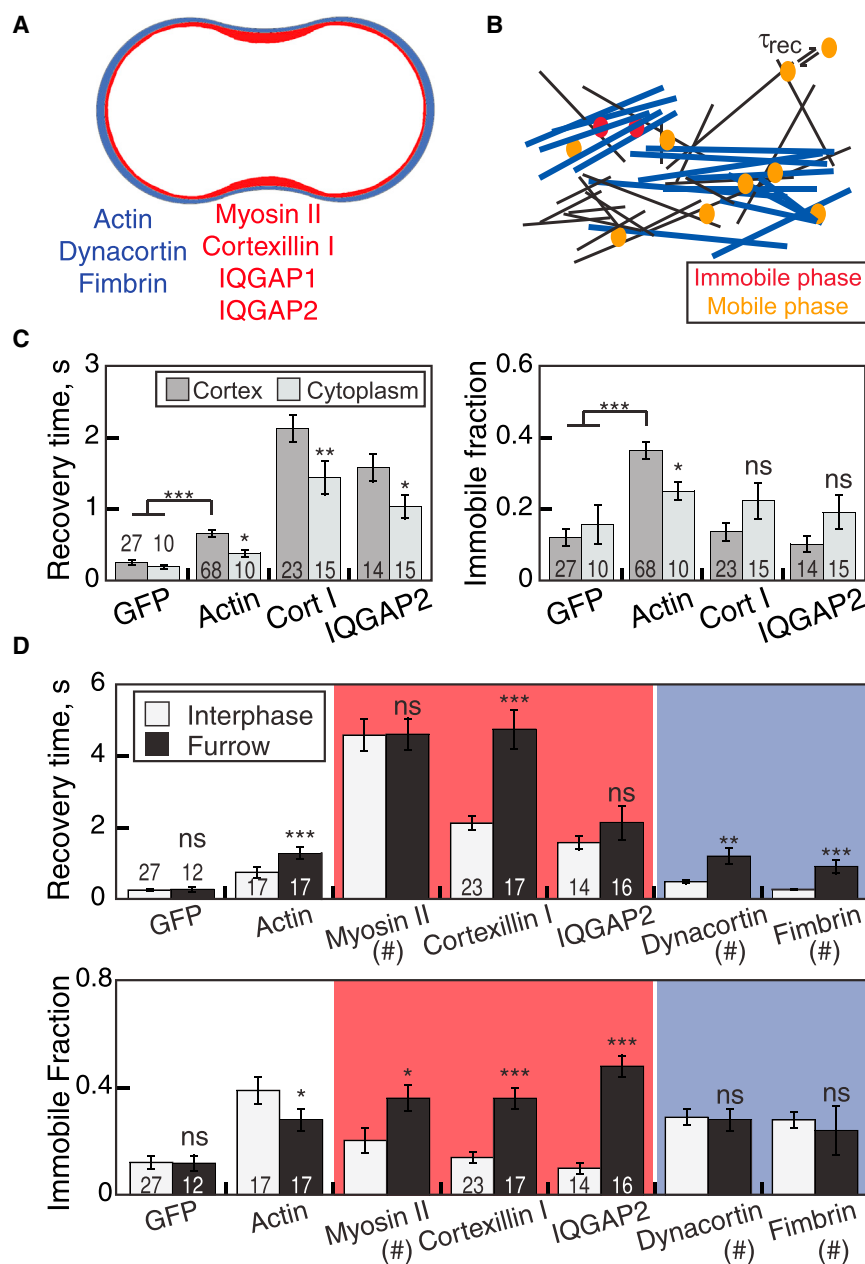 A
Actin
Dynacortin
Fimbrin
Myosin II
Cortexillin I
IQGAP1
IQGAP2
B
τrec
Immobile phase
Mobile phase
C
Recovery time, s
3
2
1
0
Cortex
Cytoplasm
***
27
10
68
*
10
23
**
15
14
*
15
GFP
Actin
Cort I
IQGAP2
Immobile fraction
0.6
0.4
0.2
0
***
27
10
68
*
10
23
ns
15
14
ns
15
GFP
Actin
Cort I
IQGAP2
D
Recovery time, s
6
4
2
0
Interphase
Furrow
27
ns
12
17
***
17
ns
23
***
17
14
ns
16
**
***
GFP
Actin
Myosin II
(#)
Cortexillin I
IQGAP2
Dynacortin
(#)
Fimbrin
(#)
Immobile Fraction
0.8
0.4
0
27
ns
12
17
*
17
*
23
***
17
14
***
16
ns
ns
GFP
Actin
Myosin II
(#)
Cortexillin I
IQGAP2
Dynacortin
(#)
Fimbrin
(#)